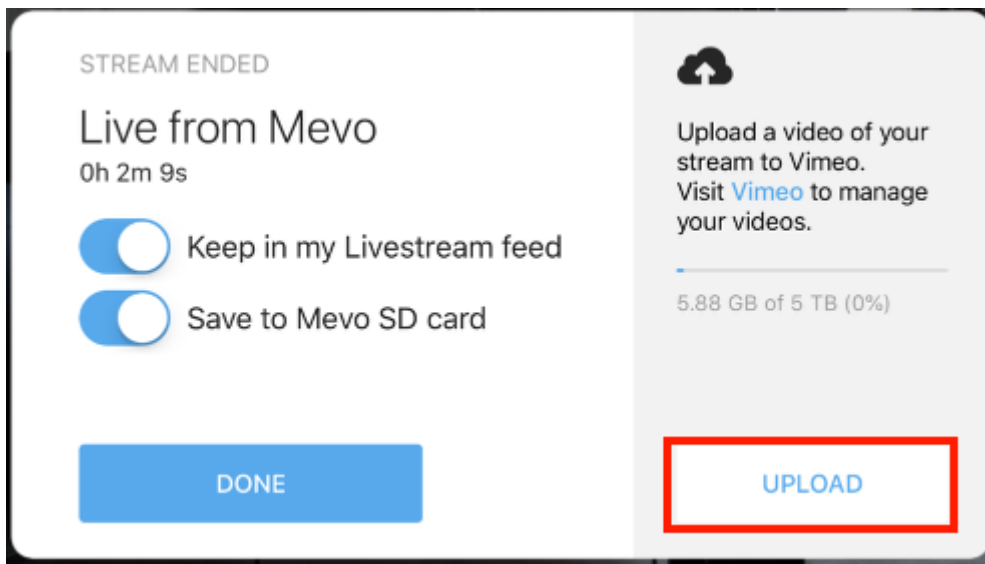 STREAM ENDED
Live from Mevo
0h 2m 9s
Keep in my Livestream feed
Save to Mevo SD card
DONE
Upload a video of your
stream to Vimeo.
Visit Vimeo to manage
your videos.
5.88 GB of 5 TB (0%)
UPLOAD